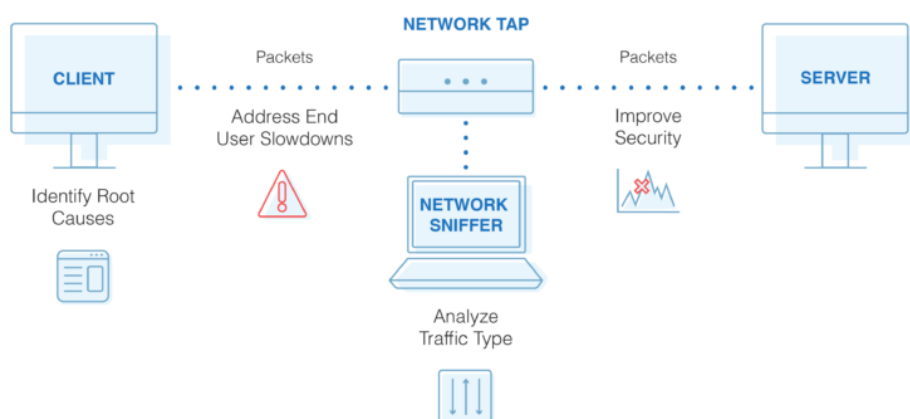 NETWORK TAP
CLIENT
Packets
Packets
SERVER
Address End
User Slowdowns
Improve
Security
Identify Root
Causes
NETWORK
SNIFFER
Analyze
Traffic Type